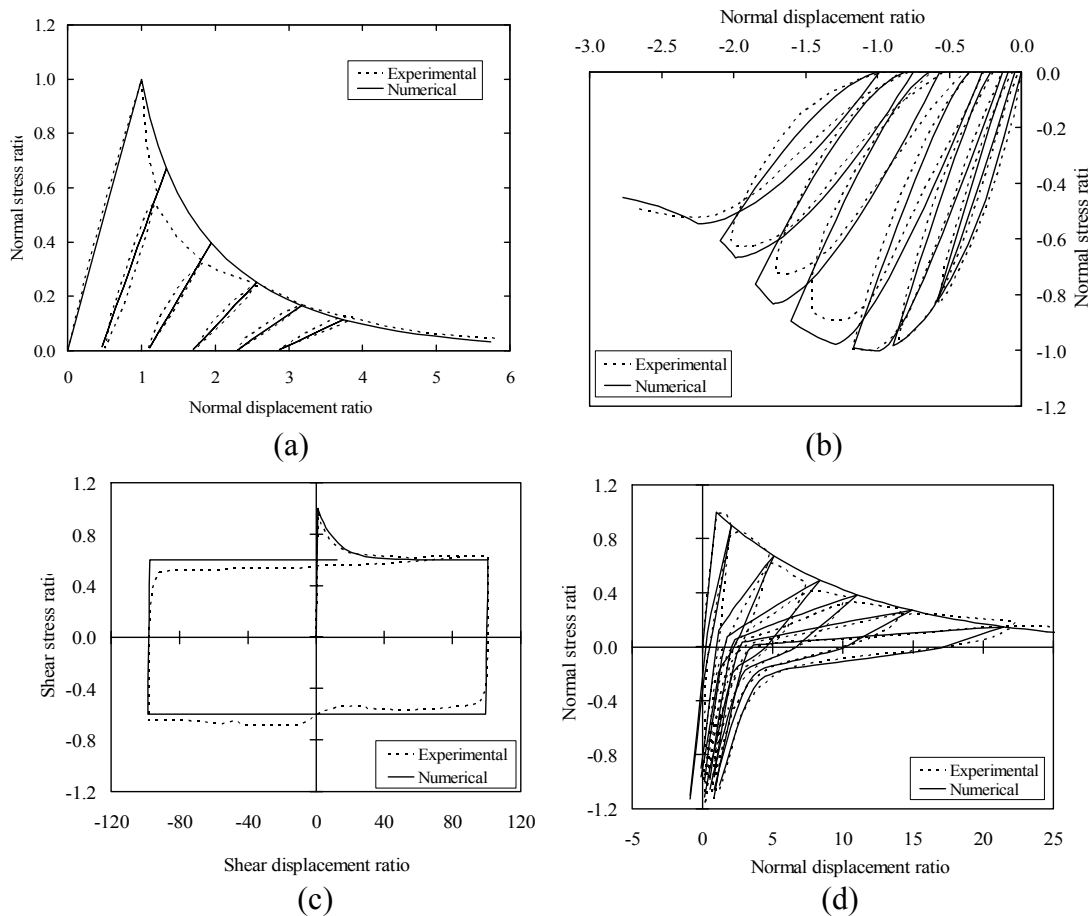 1.2
1.0
0.8
0.6
0.4
0.2
0.0
0 1 2 3 4 5 6
Normal stress ratio
Normal displacement ratio
Experimental
Numerical
(a)
Normal displacement ratio
-3.0 -2.5 -2.0 -1.5 -1.0 -0.5 0.0
0.0
-0.2
-0.4
-0.6
-0.8
-1.0
-1.2
Normal stress ratio
Experimental
Numerical
(b)
1.2
0.8
0.4
0.0
-0.4
-0.8
-1.2
-120 -80 -40 0 40 80 120
Shear stress ratio
Shear displacement ratio
Experimental
Numerical
(c)
1.2
0.8
0.4
0.0
-0.4
-0.8
-1.2
-5 0 5 10 15 20 25
Normal stress ratio
Normal displacement ratio
Experimental
Numerical
(d)